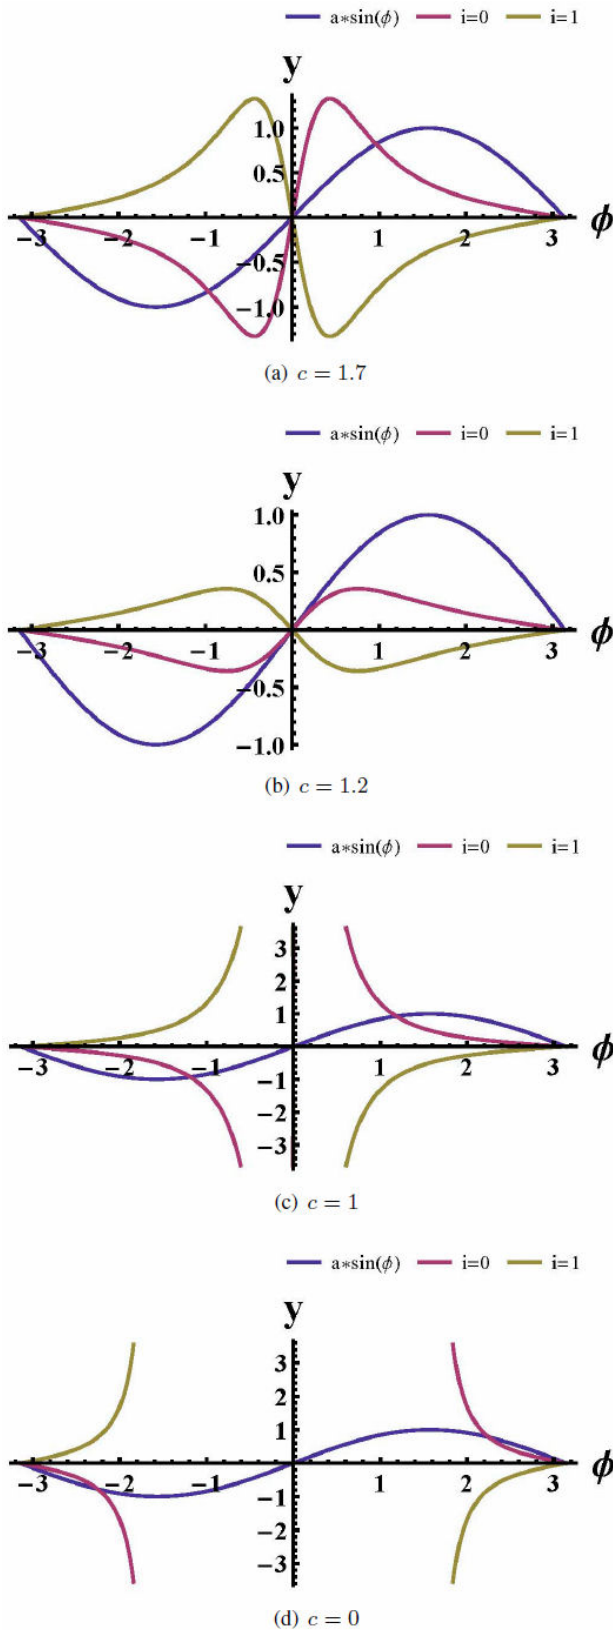 a*sin(ϕ) i=0 i=1
y
1.0
0.5
-3 -2 -1 1 2 3 ϕ
-0.5
-1.0
(a) c = 1.7
a*sin(ϕ) i=0 i=1
y
1.0
0.5
-3 -2 -1 1 2 3 ϕ
-0.5
-1.0
(b) c = 1.2
a*sin(ϕ) i=0 i=1
y
3
2
1
-3 -2 -1 1 2 3 ϕ
-1
-2
-3
(c) c = 1
a*sin(ϕ) i=0 i=1
y
3
2
1
-3 -2 -1 1 2 3 ϕ
-1
-2
-3
(d) c = 0